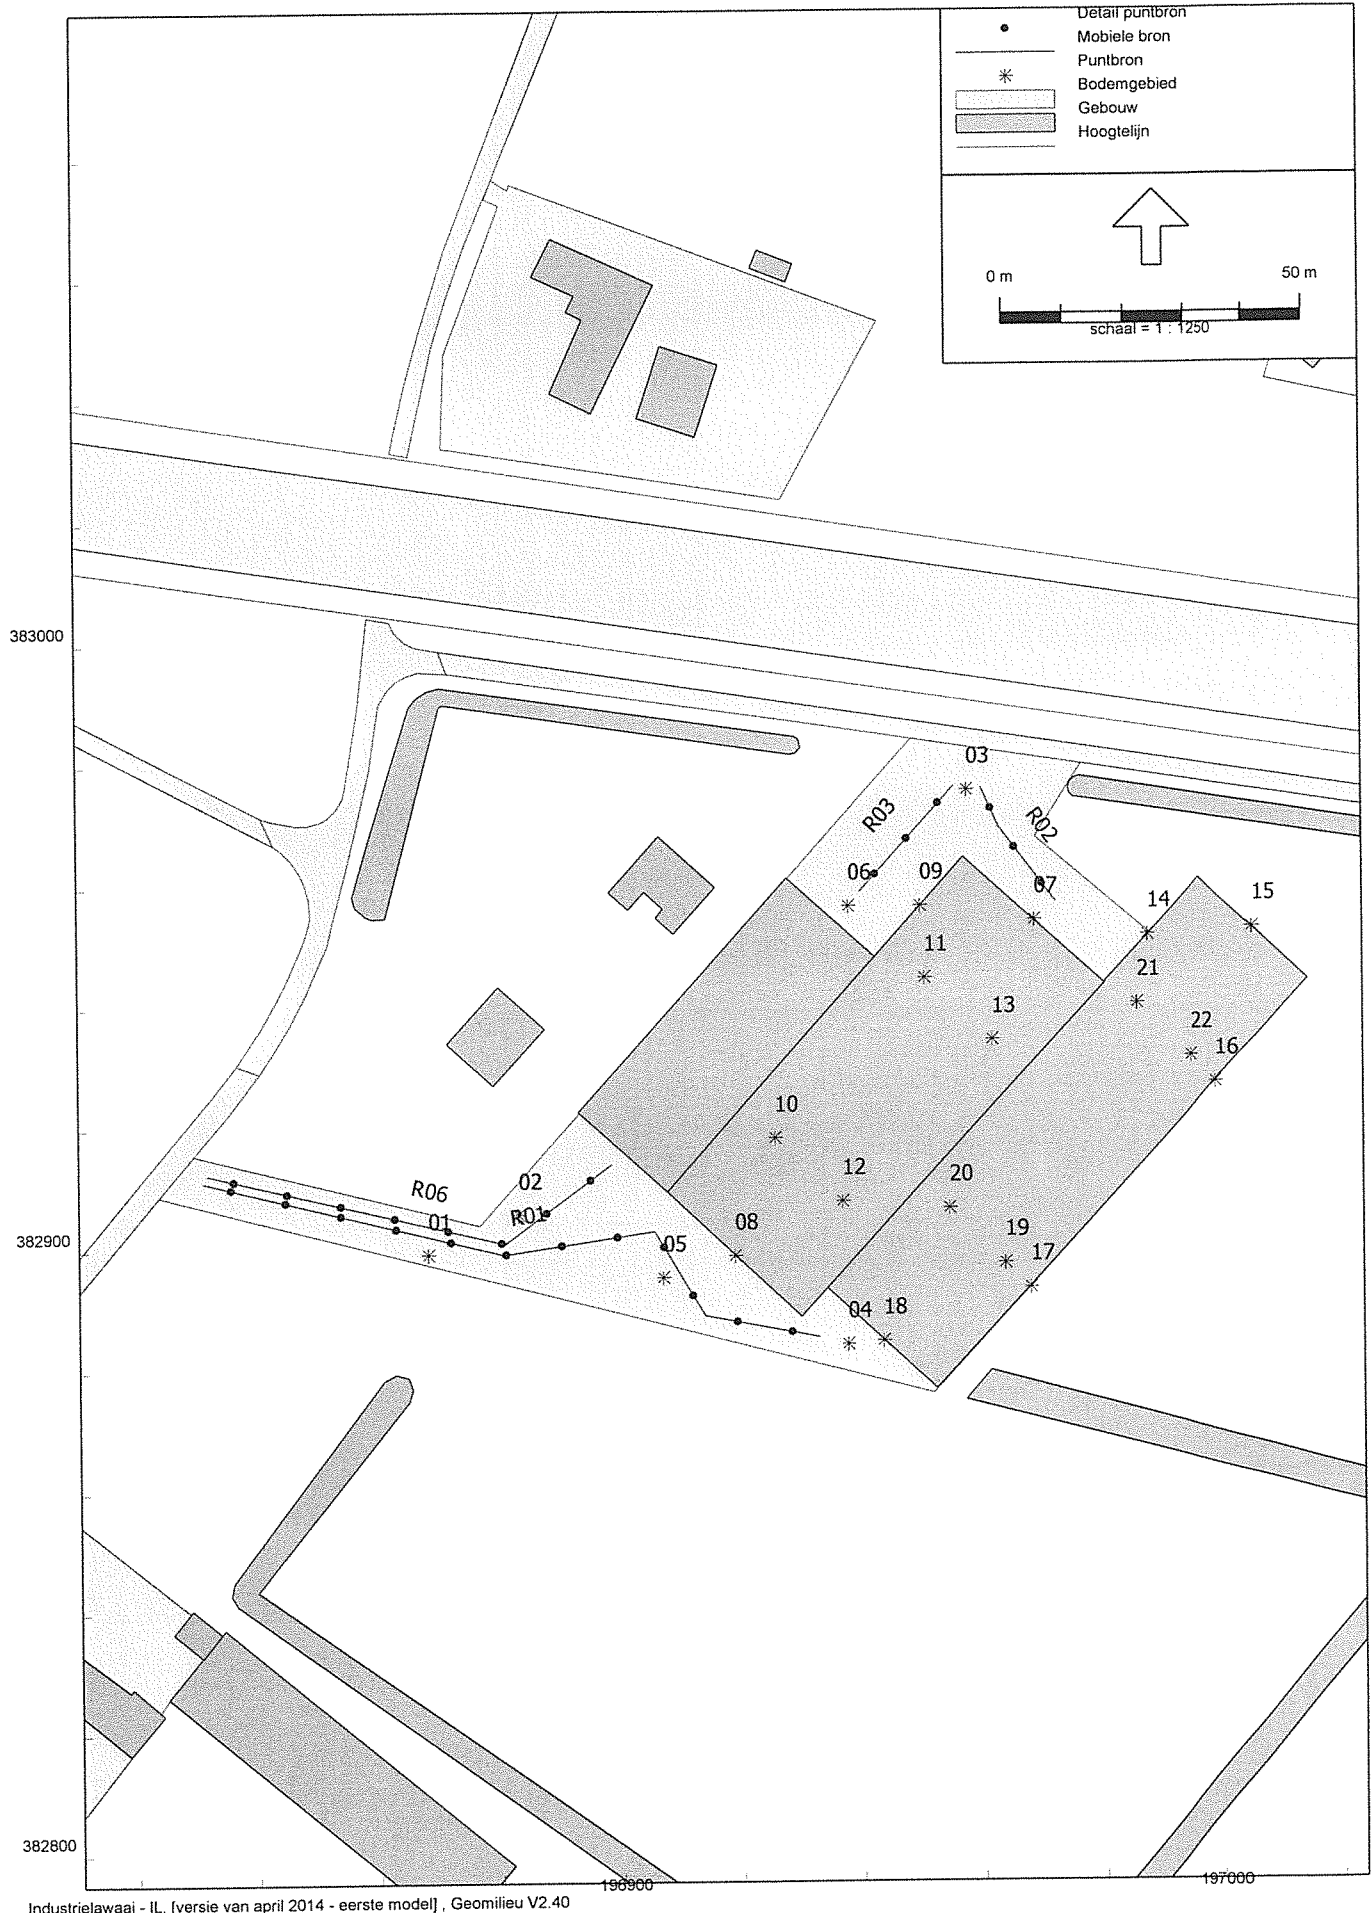 Detail puntbron
Mobiele bron
Puntbron
Bodemgebied
Gebouw
Hoogtelijn
0 m
50 m
schaal = 1 : 1250
383000
03
R03
R02
06
09
07
14
15
11
21
13
22
16
10
12
20
02
R06
R01
01
08
05
19
17
382900
04
18
382800
196900
197000
Industrielawaai - IL, [versie van april 2014 - eerste model] , Geomilieu V2.40